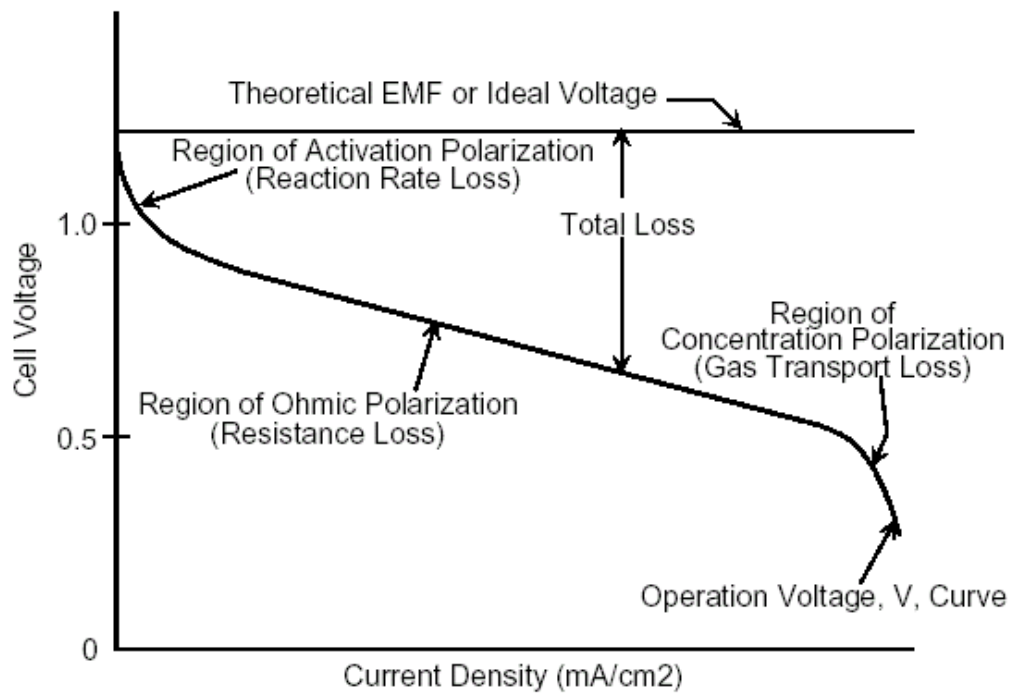 Theoretical EMF or Ideal Voltage
Region of Activation Polarization
(Reaction Rate Loss)
1.0
Total Loss
Cell Voltage
Region of
Concentration Polarization
(Gas Transport Loss)
Region of Ohmic Polarization
(Resistance Loss)
0.5
Operation Voltage, V, Curve
0
Current Density (mA/cm2)